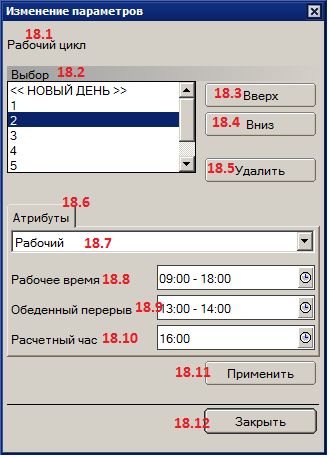 Изменение параметров
18.1
Рабочий цикл
Выбор 18.2
<< НОВЫЙ ДЕНЬ >>
1
2
3
4
5
18.3 Вверх
18.4 Вниз
18.5 Удалить
18.6
Атрибуты
Рабочий 18.7
Рабочее время 18.8 09:00 - 18:00
Обеденный перерыв 18.9 13:00 - 14:00
Расчетный час 18.10 16:00
18.11 Применить
18.12 Закрыть